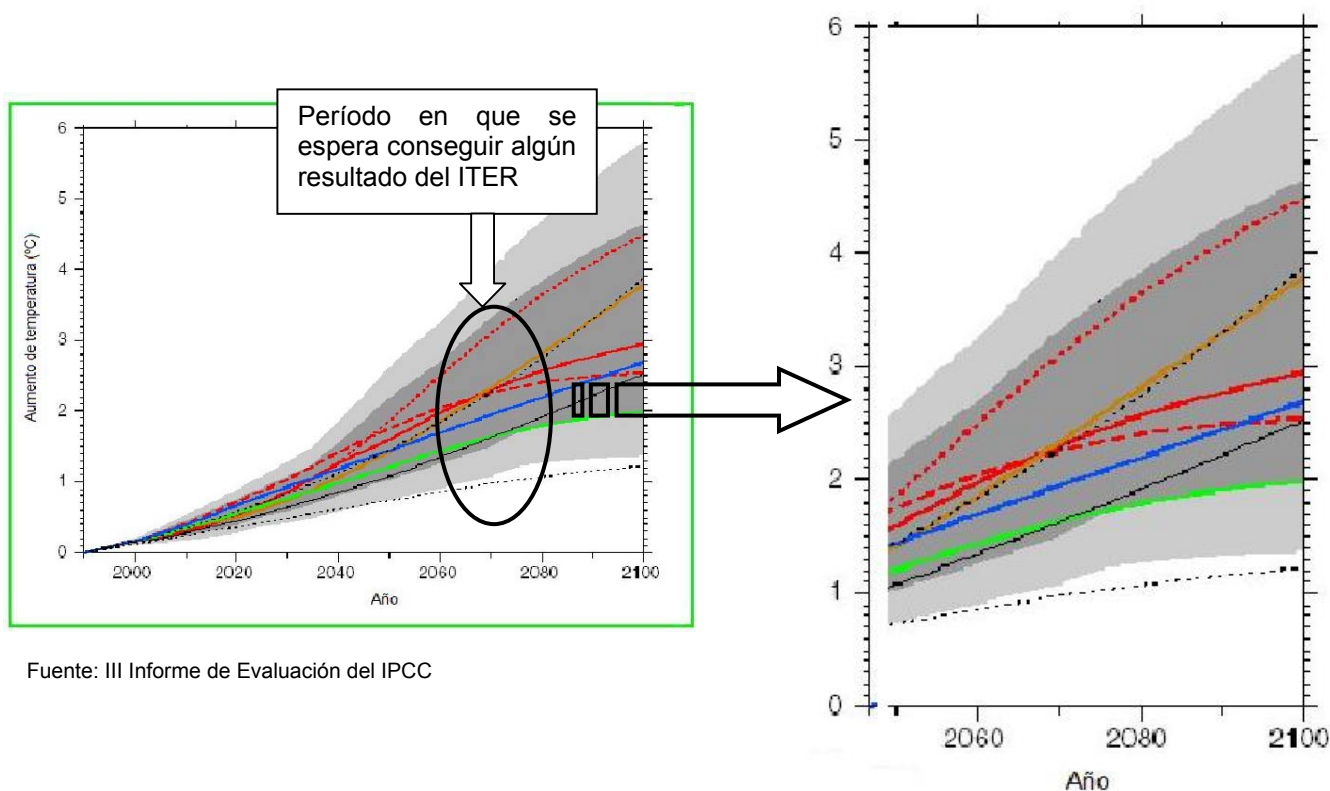 Período en que se
espera conseguir algún
resultado del ITER
Aumento de temperatura (ºC)
6
5
4
3
2
1
0
2000 2020 2040 2060 2080 2100
Año
Fuente: III Informe de Evaluación del IPCC
6
5
4
3
2
1
0
2060 2080 2100
Año